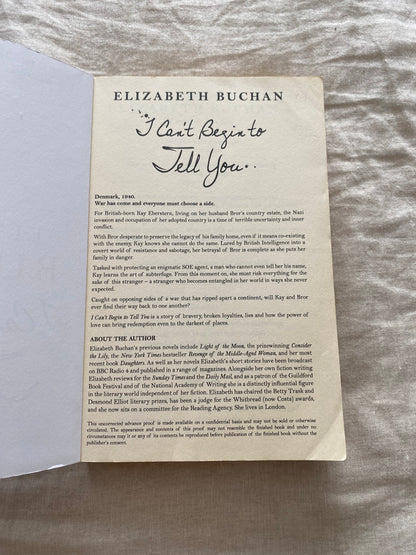 ELIZABETH BUCHAN
I Can't Begin to
Tell You..
Denmark, 1940.
War has come and everyone must choose a side.
For British-born Kay Eberstern, living on her husband Bror's country estate, the Nazi
invasion and occupation of her adopted country is a time of terrible uncertainty and inner
conflict.
With Bror desperate to preserve the legacy of his family home, even if it means co-existing
with the enemy, Kay knows she cannot do the same. Lured by British Intelligence into a
covert world of resistance and sabotage, her betrayal of Bror is complete as she puts her
family in danger.
Tasked with protecting an enigmatic SOE agent, a man who cannot even tell her his name,
Kay learns the art of subterfuge. From this moment on, she must risk everything for the
sake of this stranger – a stranger who becomes entangled in her world in ways she never
expected.
Caught on opposing sides of a war that has ripped apart a continent, will Kay and Bror
ever find their way back to one another?
I Can't Begin to Tell You is a story of bravery, broken loyalties, lies and how the power of
love can bring redemption even to the darkest of places.
ABOUT THE AUTHOR
Elizabeth Buchan's previous novels include Light of the Moon, the prizewinning Consider
the Lily, the New York Times bestseller Revenge of the Middle-Aged Woman, and her most
recent book Daughters. As well as her novels Elizabeth's short stories have been broadcast
on BBC Radio 4 and published in a range of magazines. Alongside her own fiction writing
Elizabeth reviews for the Sunday Times and the Daily Mail, and as a patron of the Guildford
Book Festival and of the National Academy of Writing she is a distinctly influential figure
in the literary world independent of her fiction. Elizabeth has chaired the Betty Trask and
Desmond Elliot literary prizes, has been a judge for the Whitbread (now Costa) awards,
and she now sits on a committee for the Reading Agency. She lives in London.
This uncorrected advance proof is made available on a confidential basis and may not be sold or otherwise
circulated. The appearance and contents of this proof may not resemble the finished book and under no
circumstances may it or any of its contents be reproduced before publication of the finished book without the
publisher's consent.